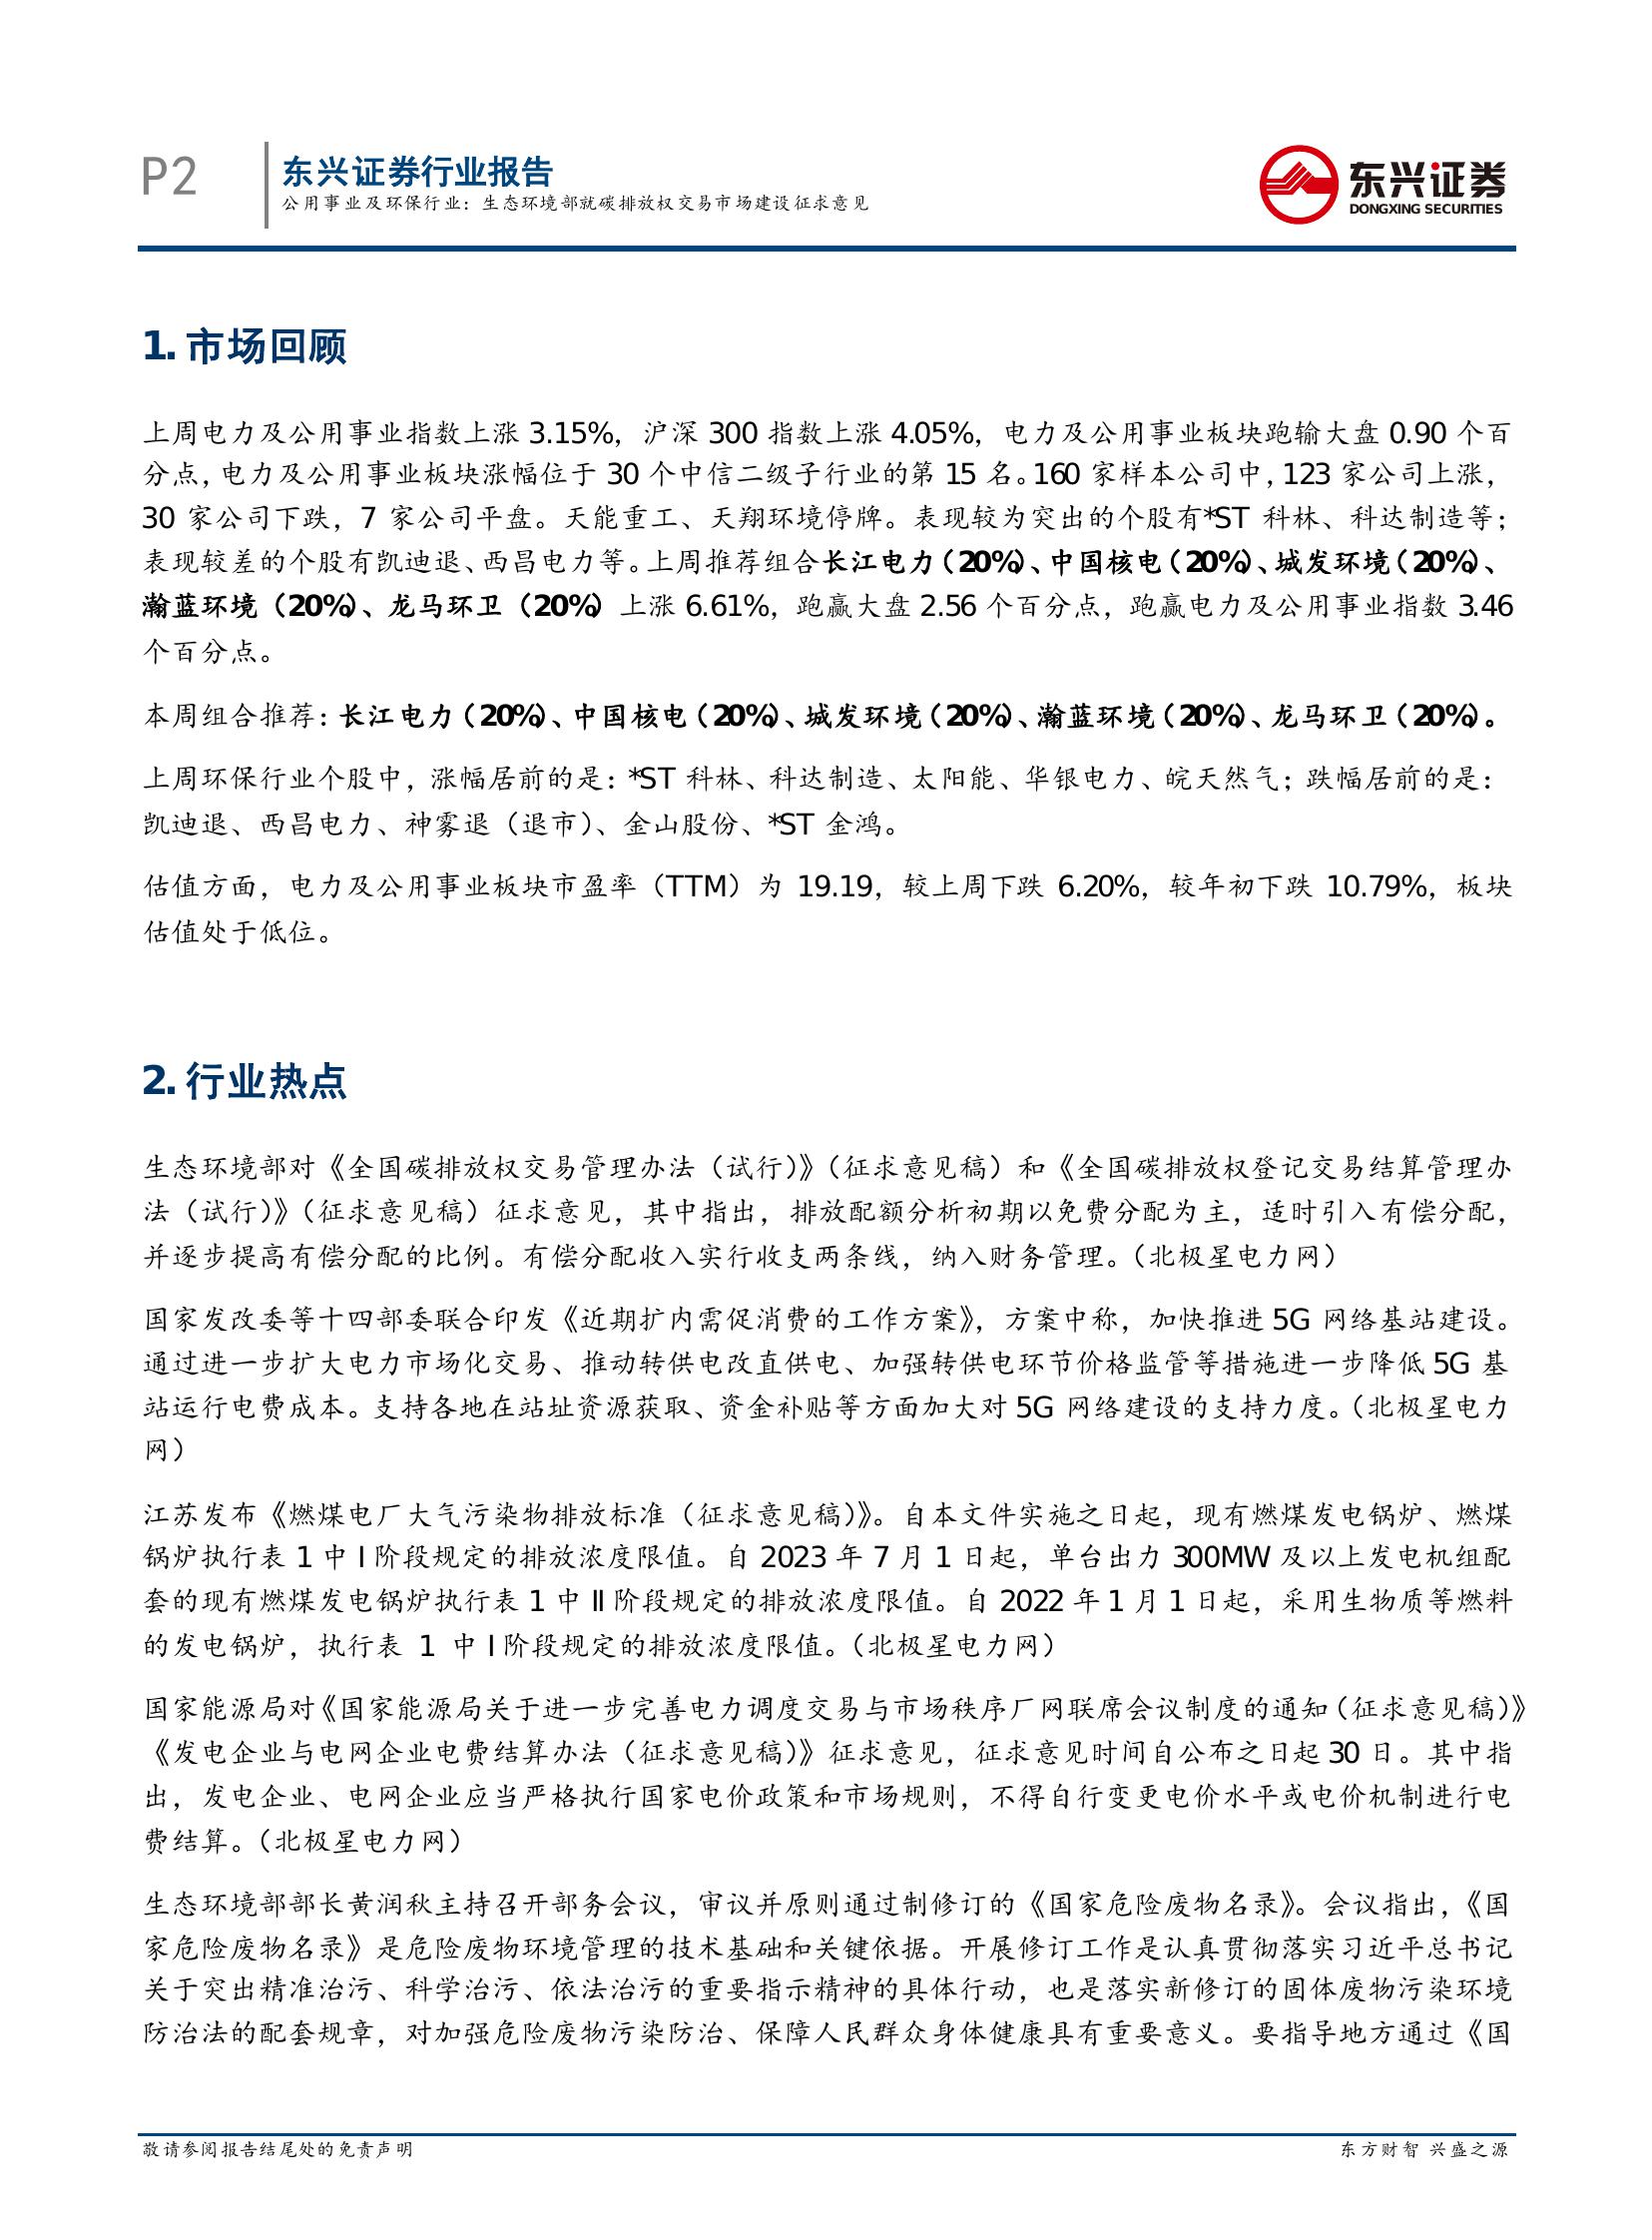 P2
东兴证券行业报告
公用事业及环保行业：生态环境部就碳排放权交易市场建设征求意见
东兴证券
DONGXING SECURITIES
1. 市场回顾
上周电力及公用事业指数上涨 3.15%，沪深 300 指数上涨 4.05%，电力及公用事业板块跑输大盘 0.90 个百
分点，电力及公用事业板块涨幅位于 30 个中信二级子行业的第 15 名。160 家样本公司中，123 家公司上涨，
30 家公司下跌，7 家公司平盘。天能重工、天翔环境停牌。表现较为突出的个股有*ST 科林、科达制造等；
表现较差的个股有凯迪退、西昌电力等。上周推荐组合长江电力（20%）、中国核电（20%）、城发环境（20%）、
瀚蓝环境（20%）、龙马环卫（20%）上涨 6.61%，跑赢大盘 2.56 个百分点，跑赢电力及公用事业指数 3.46
个百分点。
本周组合推荐：长江电力（20%）、中国核电（20%）、城发环境（20%）、瀚蓝环境（20%）、龙马环卫（20%）。
上周环保行业个股中，涨幅居前的是：*ST 科林、科达制造、太阳能、华银电力、皖天然气；跌幅居前的是：
凯迪退、西昌电力、神雾退（退市）、金山股份、*ST 金鸿。
估值方面，电力及公用事业板块市盈率（TTM）为 19.19，较上周下跌 6.20%，较年初下跌 10.79%，板块
估值处于低位。
2. 行业热点
生态环境部对《全国碳排放权交易管理办法（试行）》（征求意见稿）和《全国碳排放权登记交易结算管理办
法（试行）》（征求意见稿）征求意见，其中指出，排放配额分析初期以免费分配为主，适时引入有偿分配，
并逐步提高有偿分配的比例。有偿分配收入实行收支两条线，纳入财务管理。（北极星电力网）
国家发改委等十四部委联合印发《近期扩内需促消费的工作方案》，方案中称，加快推进 5G 网络基站建设。
通过进一步扩大电力市场化交易、推动转供电改直供电、加强转供电环节价格监管等措施进一步降低 5G 基
站运行电费成本。支持各地在站址资源获取、资金补贴等方面加大对 5G 网络建设的支持力度。（北极星电力
网）
江苏发布《燃煤电厂大气污染物排放标准（征求意见稿）》。自本文件实施之日起，现有燃煤发电锅炉、燃煤
锅炉执行表 1 中 I 阶段规定的排放浓度限值。自 2023 年 7 月 1 日起，单台出力 300MW 及以上发电机组配
套的现有燃煤发电锅炉执行表 1 中 II 阶段规定的排放浓度限值。自 2022 年 1 月 1 日起，采用生物质等燃料
的发电锅炉，执行表 1 中 I 阶段规定的排放浓度限值。（北极星电力网）
国家能源局对《国家能源局关于进一步完善电力调度交易与市场秩序厂网联席会议制度的通知（征求意见稿）》
《发电企业与电网企业电费结算办法（征求意见稿）》征求意见，征求意见时间自公布之日起 30 日。其中指
出，发电企业、电网企业应当严格执行国家电价政策和市场规则，不得自行变更电价水平或电价机制进行电
费结算。（北极星电力网）
生态环境部部长黄润秋主持召开部务会议，审议并原则通过制修订的《国家危险废物名录》。会议指出，《国
家危险废物名录》是危险废物环境管理的技术基础和关键依据。开展修订工作是认真贯彻落实习近平总书记
关于突出精准治污、科学治污、依法治污的重要指示精神的具体行动，也是落实新修订的固体废物污染环境
防治法的配套规章，对加强危险废物污染防治、保障人民群众身体健康具有重要意义。要指导地方通过《国
敬请参阅报告结尾处的免责声明
东方财智 兴盛之源